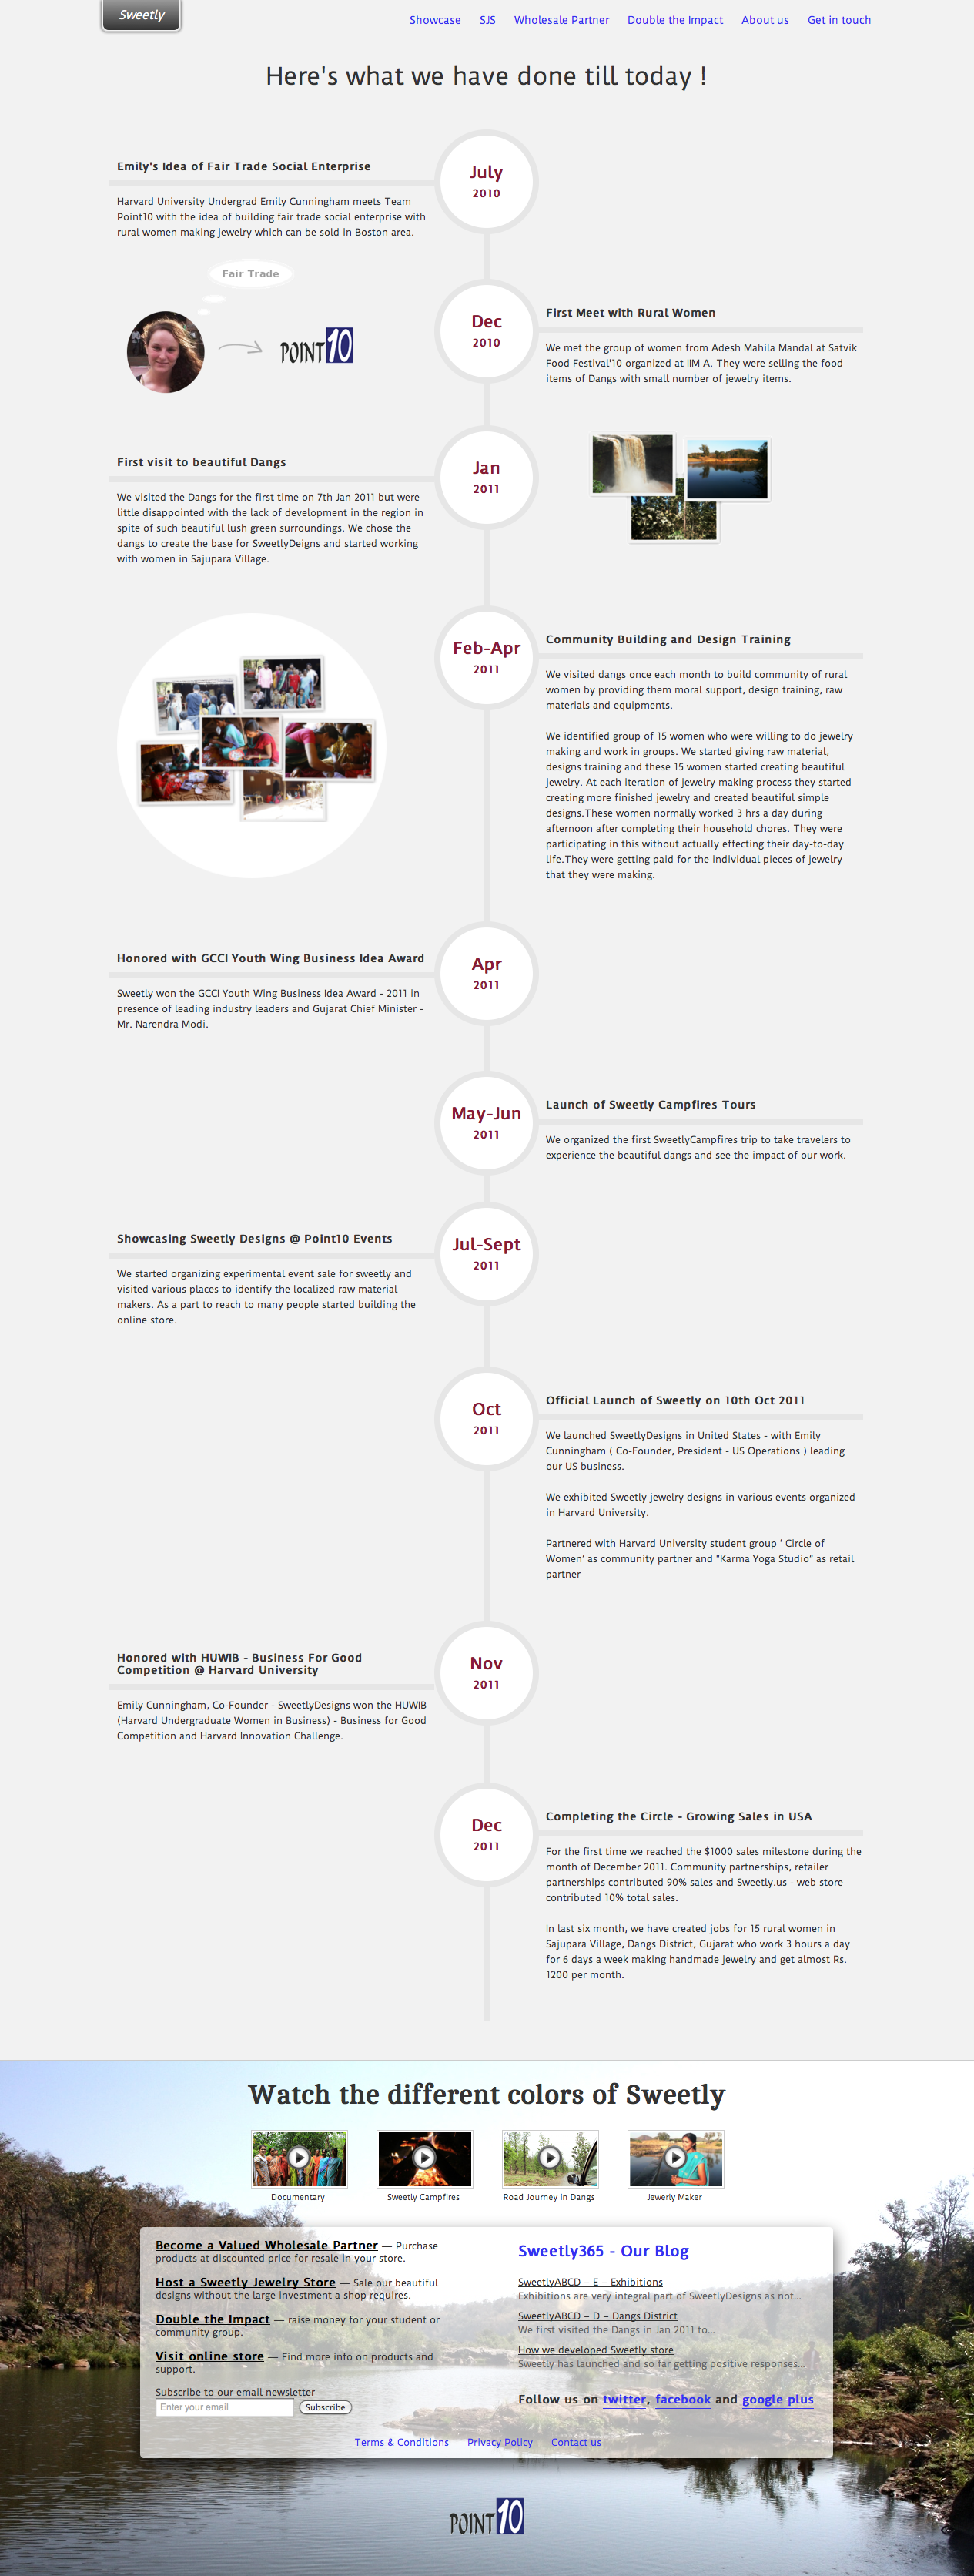 Sweetly
Showcase SJS Wholesale Partner Double the Impact About us Get in touch
Here's what we have done till today !
July
2010
Emily's Idea of Fair Trade Social Enterprise
Harvard University Undergrad Emily Cunningham meets Team
Point10 with the idea of building fair trade social enterprise with
rural women making jewelry which can be sold in Boston area.
Fair Trade
POINT10
Dec
2010
First Meet with Rural Women
We met the group of women from Adesh Mahila Mandal at Satvik
Food Festival'10 organized at IIM A. They were selling the food
items of Dangs with small number of jewelry items.
Jan
2011
First visit to beautiful Dangs
We visited the Dangs for the first time on 7th Jan 2011 but were
little disappointed with the lack of development in the region in
spite of such beautiful lush green surroundings. We chose the
dangs to create the base for SweetlyDeigns and started working
with women in Sajupara Village.
Feb-Apr
2011
Community Building and Design Training
We visited dangs once each month to build community of rural
women by providing them moral support, design training, raw
materials and equipments.
We identified group of 15 women who were willing to do jewelry
making and work in groups. We started giving raw material,
designs training and these 15 women started creating beautiful
jewelry. At each iteration of jewelry making process they started
creating more finished jewelry and created beautiful simple
designs.These women normally worked 3 hrs a day during
afternoon after completing their household chores. They were
participating in this without actually effecting their day-to-day
life.They were getting paid for the individual pieces of jewelry
that they were making.
Apr
2011
Honored with GCCI Youth Wing Business Idea Award
Sweetly won the GCCI Youth Wing Business Idea Award - 2011 in
presence of leading industry leaders and Gujarat Chief Minister -
Mr. Narendra Modi.
May-Jun
2011
Launch of Sweetly Campfires Tours
We organized the first SweetlyCampfires trip to take travelers to
experience the beautiful dangs and see the impact of our work.
Jul-Sept
2011
Showcasing Sweetly Designs @ Point10 Events
We started organizing experimental event sale for sweetly and
visited various places to identify the localized raw material
makers. As a part to reach to many people started building the
online store.
Oct
2011
Official Launch of Sweetly on 10th Oct 2011
We launched SweetlyDesigns in United States - with Emily
Cunningham ( Co-Founder, President - US Operations ) leading
our US business.
We exhibited Sweetly jewelry designs in various events organized
in Harvard University.
Partnered with Harvard University student group ' Circle of
Women' as community partner and "Karma Yoga Studio" as retail
partner
Nov
2011
Honored with HUWIB - Business For Good
Competition @ Harvard University
Emily Cunningham, Co-Founder - SweetlyDesigns won the HUWIB
(Harvard Undergraduate Women in Business) - Business for Good
Competition and Harvard Innovation Challenge.
Dec
2011
Completing the Circle - Growing Sales in USA
For the first time we reached the $1000 sales milestone during the
month of December 2011. Community partnerships, retailer
partnerships contributed 90% sales and Sweetly.us - web store
contributed 10% total sales.
In last six month, we have created jobs for 15 rural women in
Sajupara Village, Dangs District, Gujarat who work 3 hours a day
for 6 days a week making handmade jewelry and get almost Rs.
1200 per month.
Watch the different colors of Sweetly
Documentary Sweetly Campfires Road Journey in Dangs Jewerly Maker
Become a Valued Wholesale Partner — Purchase
products at discounted price for resale in your store.
Host a Sweetly Jewelry Store — Sale our beautiful
designs without the large investment a shop requires.
Double the Impact — raise money for your student or
community group.
Visit online store — Find more info on products and
support.
Subscribe to our email newsletter
Enter your email Subscribe
Sweetly365 - Our Blog
SweetlyABCD – E – Exhibitions
Exhibitions are very integral part of SweetlyDesigns as not...
SweetlyABCD – D – Dangs District
We first visited the Dangs in Jan 2011 to...
How we developed Sweetly store
Sweetly has launched and so far getting positive responses...
Follow us on twitter, facebook and google plus
Terms & Conditions Privacy Policy Contact us
POINT10